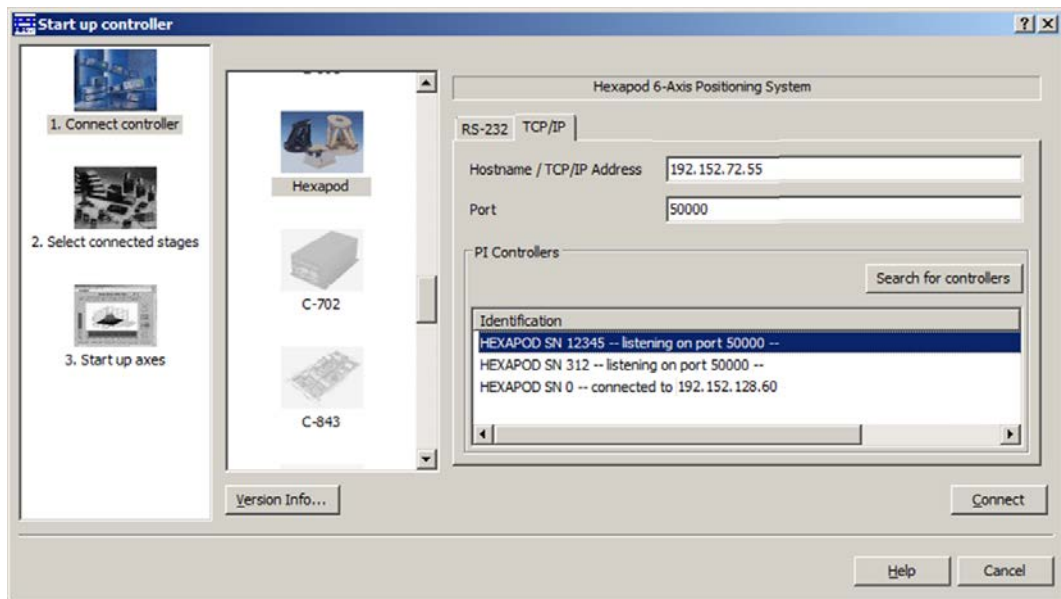 Start up controller
1. Connect controller
2. Select connected stages
3. Start up axes
Hexapod
C-702
C-843
Version Info...
Hexapod 6-Axis Positioning System
RS-232
TCP/IP
Hostname / TCP/IP Address
192.152.72.55
Port
50000
PI Controllers
Search for controllers
Identification
HEXAPOD SN 12345 -- listening on port 50000 --
HEXAPOD SN 312 -- listening on port 50000 --
HEXAPOD SN 0 -- connected to 192.152.128.60
Connect
Help
Cancel